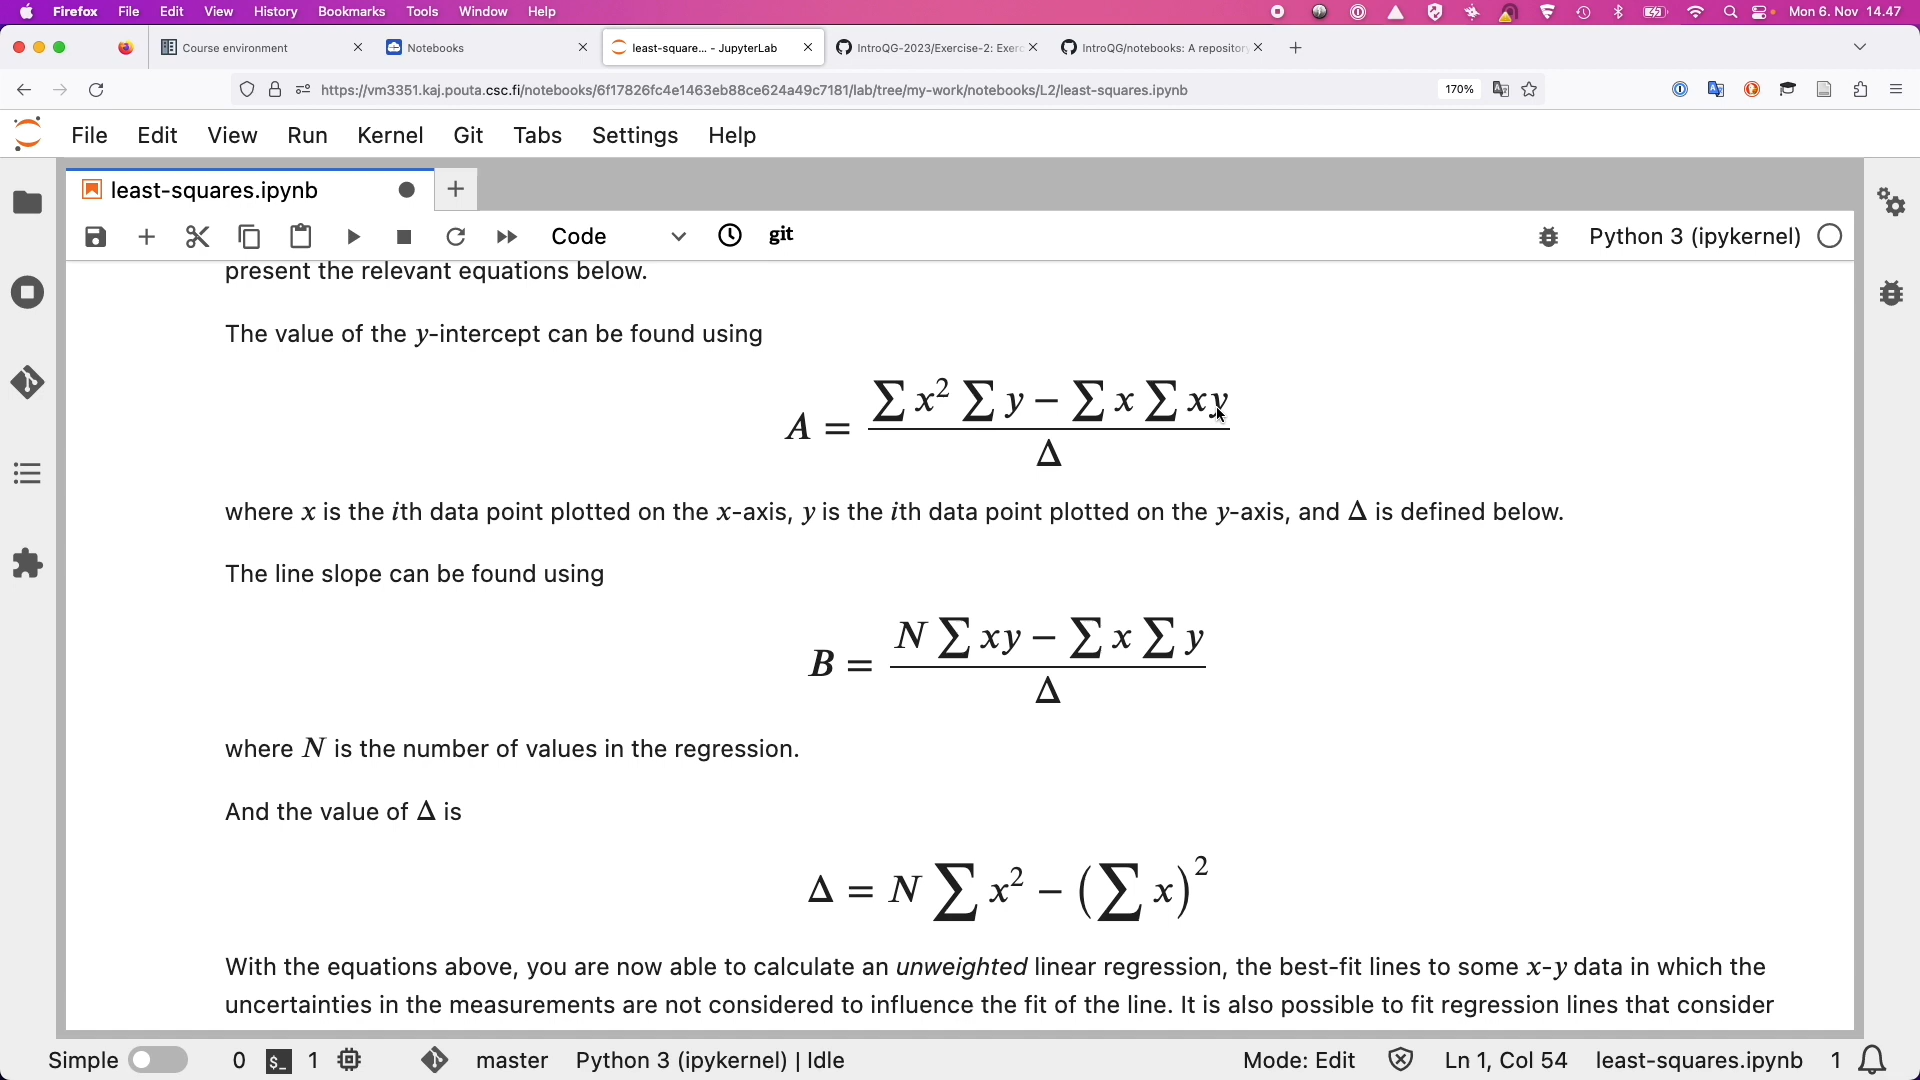 Firefox File Edit View History Bookmarks Tools Window Help Mon 6. Nov 14.47
Course environment Notebooks least-square... - JupyterLab IntroQG-2023/Exercise-2: Exerc IntroQG/notebooks: A repository
https://vm3351.kaj.pouta.csc.fi/notebooks/6f17826fc4e1463eb88ce624a49c7181/lab/tree/my-work/notebooks/L2/least-squares.ipynb 170%
File Edit View Run Kernel Git Tabs Settings Help
least-squares.ipynb
Code git Python 3 (ipykernel)
present the relevant equations below.
The value of the y-intercept can be found using
A = (∑ x² ∑ y − ∑ x ∑ xy) / Δ
where x is the ith data point plotted on the x-axis, y is the ith data point plotted on the y-axis, and Δ is defined below.
The line slope can be found using
B = (N ∑ xy − ∑ x ∑ y) / Δ
where N is the number of values in the regression.
And the value of Δ is
Δ = N ∑ x² − (∑ x)²
With the equations above, you are now able to calculate an unweighted linear regression, the best-fit lines to some x-y data in which the
uncertainties in the measurements are not considered to influence the fit of the line. It is also possible to fit regression lines that consider
Simple 0 $_ 1 master Python 3 (ipykernel) | Idle Mode: Edit Ln 1, Col 54 least-squares.ipynb 1